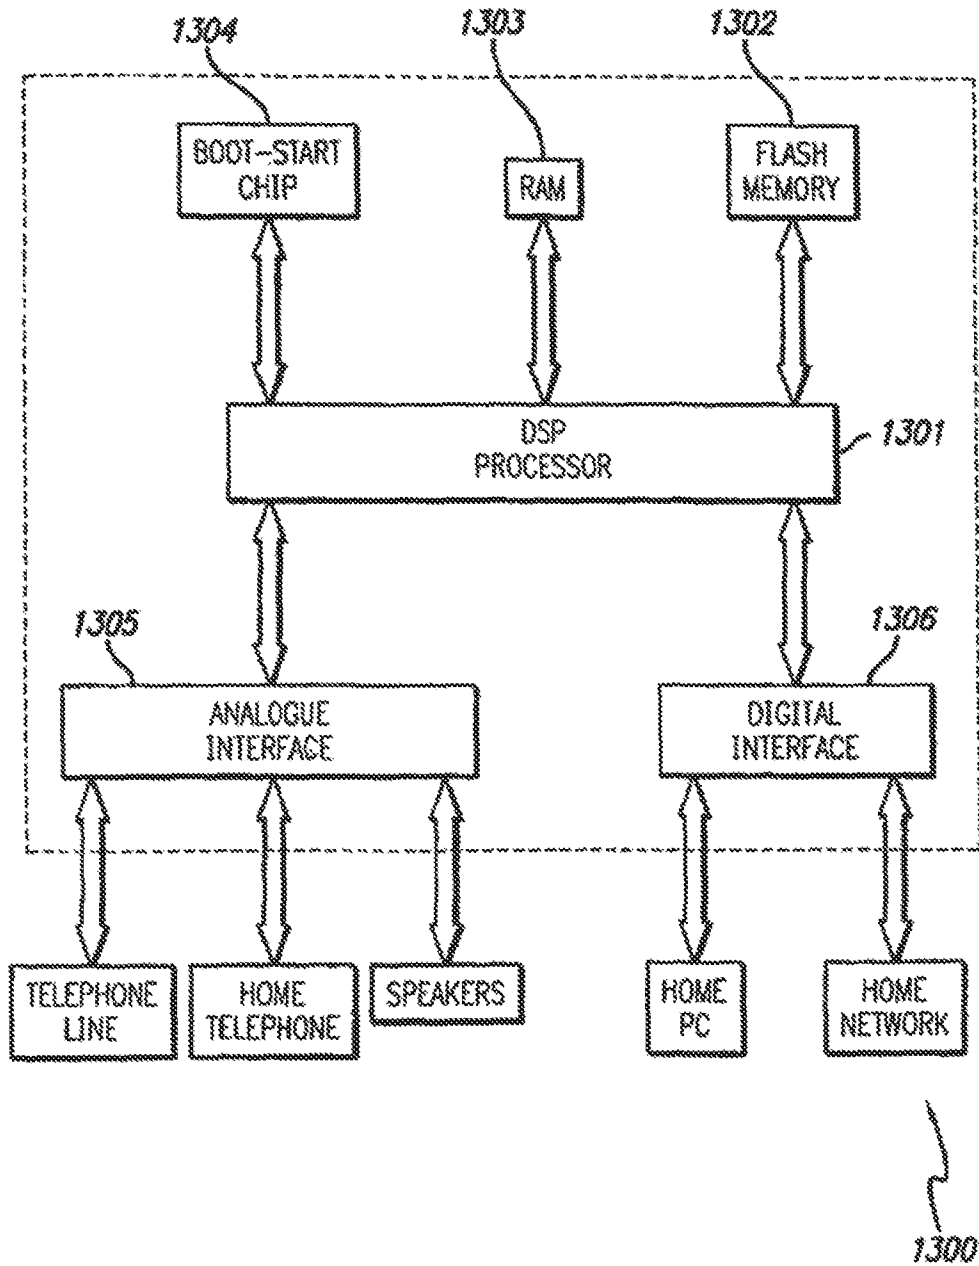 1304
1303
1302
BOOT-START
CHIP
RAM
FLASH
MEMORY
DSP
PROCESSOR
1301
1305
1306
ANALOGUE
INTERFACE
DIGITAL
INTERFACE
TELEPHONE
LINE
HOME
TELEPHONE
SPEAKERS
HOME
PC
HOME
NETWORK
1300